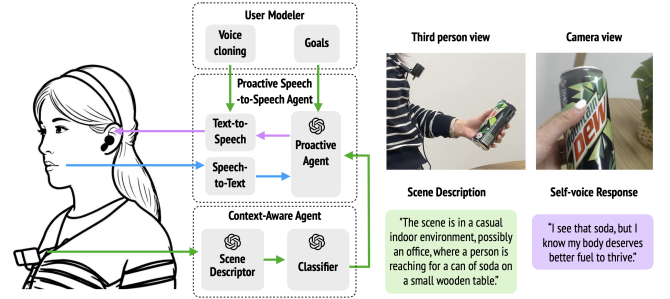 User Modeler
Voice
cloning
Goals
Proactive Speech
-to-Speech Agent
Text-to-
Speech
Proactive
Agent
Speech-
to-Text
Context-Aware Agent
Scene
Descriptor
Classifier
Third person view
Camera view
DEW
Scene Description
Self-voice Response
"The scene is in a casual
indoor environment, possibly
an office, where a person is
reaching for a can of soda on
a small wooden table."
"I see that soda, but I
know my body deserves
better fuel to thrive."